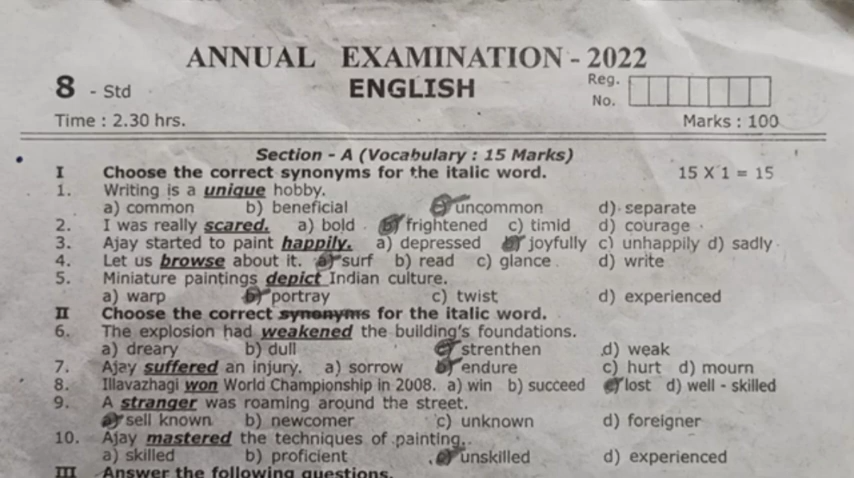 ANNUAL EXAMINATION - 2022
8 - Std ENGLISH Reg. No.
Time : 2.30 hrs. Marks : 100
Section - A (Vocabulary : 15 Marks)
I Choose the correct synonyms for the italic word. 15 X 1 = 15
1. Writing is a unique hobby.
a) common b) beneficial c) uncommon d) separate
2. I was really scared. a) bold b) frightened c) timid d) courage
3. Ajay started to paint happily. a) depressed b) joyfully c) unhappily d) sadly
4. Let us browse about it. a) surf b) read c) glance d) write
5. Miniature paintings depict Indian culture.
a) warp b) portray c) twist d) experienced
II Choose the correct synonyms for the italic word.
6. The explosion had weakened the building's foundations.
a) dreary b) dull c) strenthen d) weak
7. Ajay suffered an injury. a) sorrow b) endure c) hurt d) mourn
8. Illavazhagi won World Championship in 2008. a) win b) succeed c) lost d) well - skilled
9. A stranger was roaming around the street.
a) sell known b) newcomer c) unknown d) foreigner
10. Ajay mastered the techniques of painting.
a) skilled b) proficient c) unskilled d) experienced
III Answer the following questions.